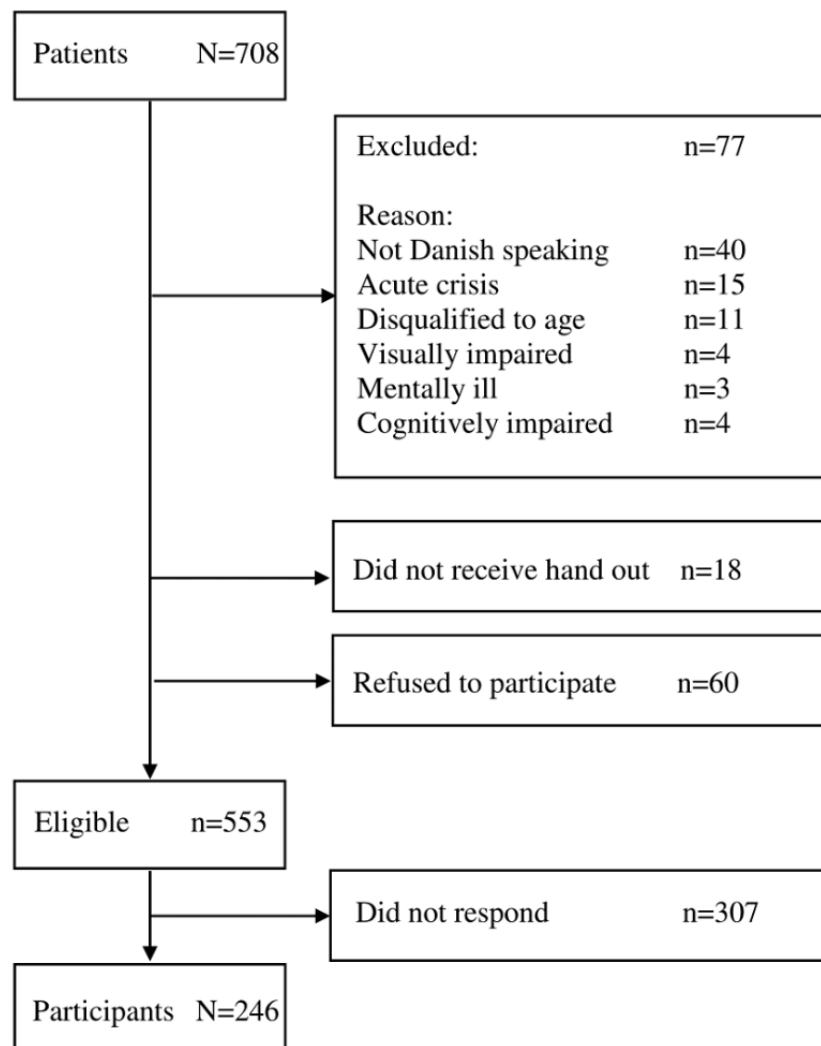 Patients N=708
Excluded: n=77
Reason:
Not Danish speaking n=40
Acute crisis n=15
Disqualified to age n=11
Visually impaired n=4
Mentally ill n=3
Cognitively impaired n=4
Did not receive hand out n=18
Refused to participate n=60
Eligible n=553
Did not respond n=307
Participants N=246